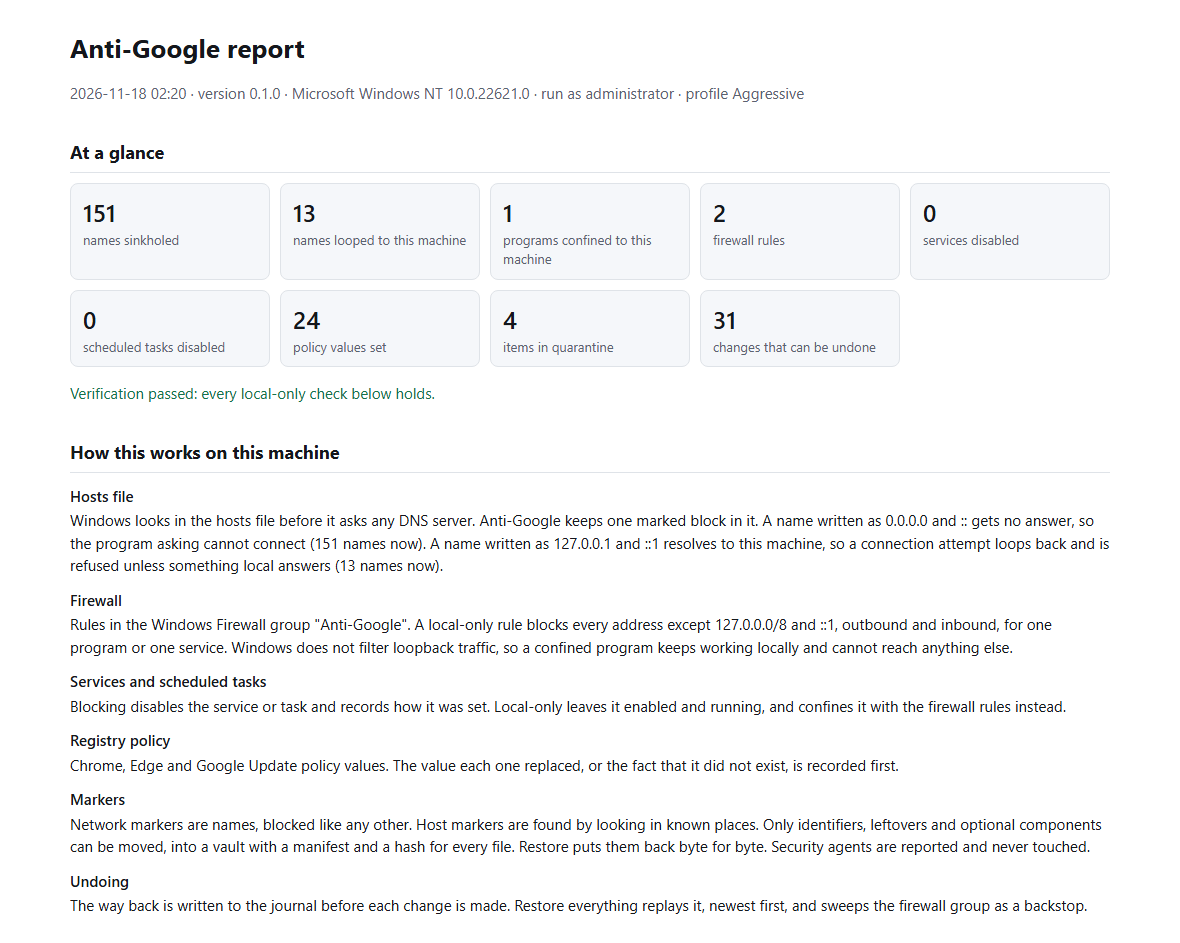 Anti-Google report
2026-11-18 02:20 · version 0.1.0 · Microsoft Windows NT 10.0.22621.0 · run as administrator · profile Aggressive
At a glance
151
names sinkholed
13
names looped to this machine
1
programs confined to this
machine
2
firewall rules
0
services disabled
0
scheduled tasks disabled
24
policy values set
4
items in quarantine
31
changes that can be undone
Verification passed: every local-only check below holds.
How this works on this machine
Hosts file
Windows looks in the hosts file before it asks any DNS server. Anti-Google keeps one marked block in it. A name written as 0.0.0.0 and :: gets no answer, so
the program asking cannot connect (151 names now). A name written as 127.0.0.1 and ::1 resolves to this machine, so a connection attempt loops back and is
refused unless something local answers (13 names now).
Firewall
Rules in the Windows Firewall group "Anti-Google". A local-only rule blocks every address except 127.0.0.0/8 and ::1, outbound and inbound, for one
program or one service. Windows does not filter loopback traffic, so a confined program keeps working locally and cannot reach anything else.
Services and scheduled tasks
Blocking disables the service or task and records how it was set. Local-only leaves it enabled and running, and confines it with the firewall rules instead.
Registry policy
Chrome, Edge and Google Update policy values. The value each one replaced, or the fact that it did not exist, is recorded first.
Markers
Network markers are names, blocked like any other. Host markers are found by looking in known places. Only identifiers, leftovers and optional components
can be moved, into a vault with a manifest and a hash for every file. Restore puts them back byte for byte. Security agents are reported and never touched.
Undoing
The way back is written to the journal before each change is made. Restore everything replays it, newest first, and sweeps the firewall group as a backstop.